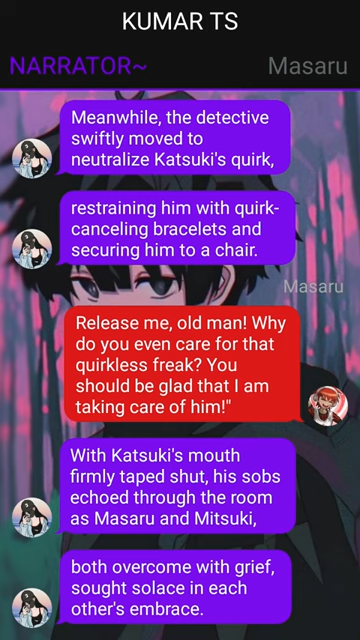 KUMAR TS
NARRATOR~ Masaru
Meanwhile, the detective
swiftly moved to
neutralize Katsuki's quirk,
restraining him with quirk-
canceling bracelets and
securing him to a chair.
Masaru
Release me, old man! Why
do you even care for that
quirkless freak? You
should be glad that I am
taking care of him!"
With Katsuki's mouth
firmly taped shut, his sobs
echoed through the room
as Masaru and Mitsuki,
both overcome with grief,
sought solace in each
other's embrace.